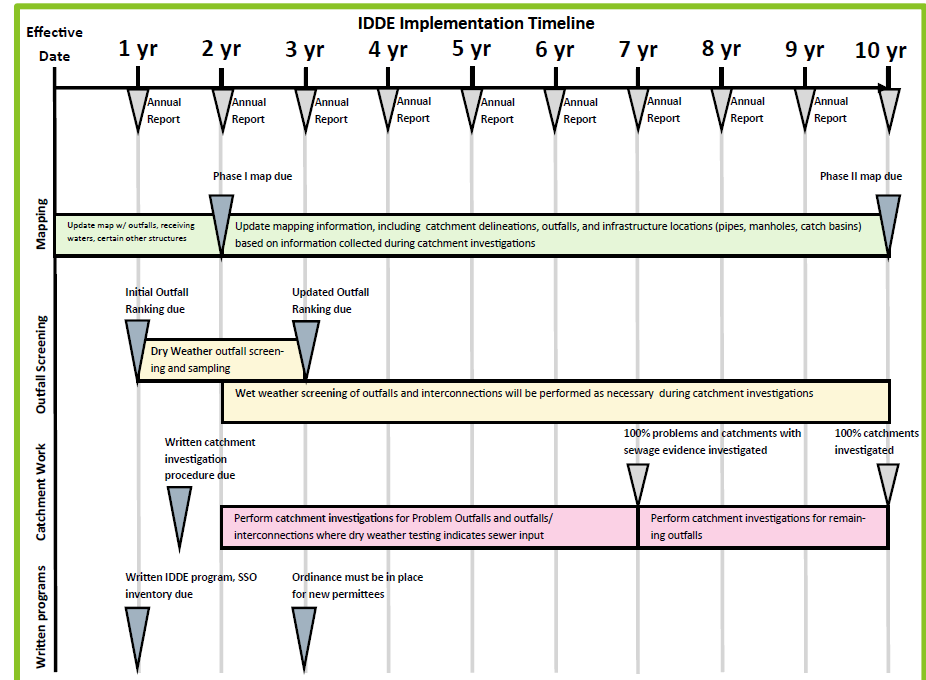 IDDE Implementation Timeline
Effective
Date
1 yr
2 yr
3 yr
4 yr
5 yr
6 yr
7 yr
8 yr
9 yr
10 yr
Annual
Report
Annual
Report
Annual
Report
Annual
Report
Annual
Report
Annual
Report
Annual
Report
Annual
Report
Annual
Report
Mapping
Phase I map due
Phase II map due
Update map w/ outfalls, receiving
waters, certain other structures
Update mapping information, including catchment delineations, outfalls, and infrastructure locations (pipes, manholes, catch basins)
based on information collected during catchment investigations
Outfall Screening
Initial Outfall
Ranking due
Updated Outfall
Ranking due
Dry Weather outfall screen-
ing and sampling
Wet weather screening of outfalls and interconnections will be performed as necessary during catchment investigations
Catchment Work
Written catchment
investigation
procedure due
100% problems and catchments with
sewage evidence investigated
100% catchments
investigated
Perform catchment investigations for Problem Outfalls and outfalls/
interconnections where dry weather testing indicates sewer input
Perform catchment investigations for remain-
ing outfalls
Written programs
Written IDDE program, SSO
inventory due
Ordinance must be in place
for new permittees